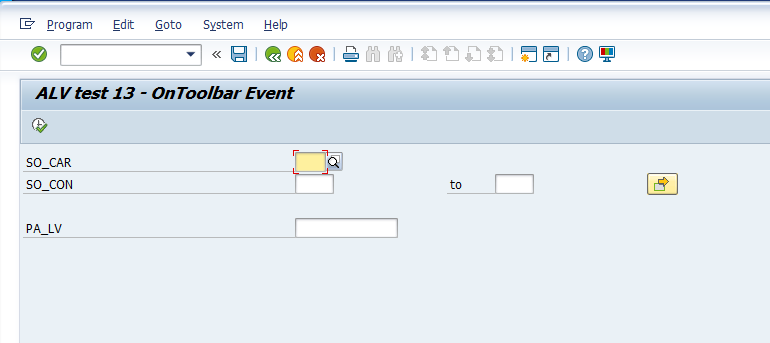 Program Edit Goto System Help
ALV test 13 - OnToolbar Event
SO_CAR
SO_CON to
PA_LV